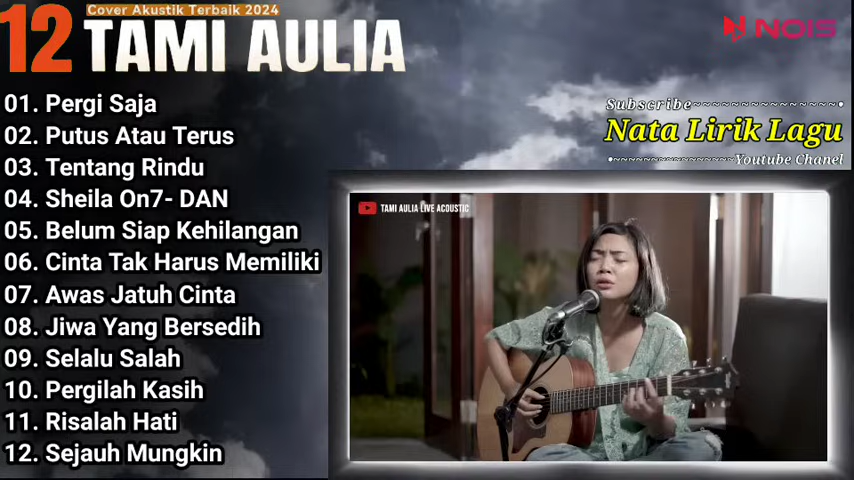 Cover Akustik Terbaik 2024
12 TAMI AULIA
NOIS
01. Pergi Saja
02. Putus Atau Terus
03. Tentang Rindu
04. Sheila On7- DAN
05. Belum Siap Kehilangan
06. Cinta Tak Harus Memiliki
07. Awas Jatuh Cinta
08. Jiwa Yang Bersedih
09. Selalu Salah
10. Pergilah Kasih
11. Risalah Hati
12. Sejauh Mungkin
Subscribe~~~~~~~~~~~~~~~•
Nata Lirik Lagu
•~~~~~~~~~~~~~Youtube Chanel
TAMI AULIA LIVE ACOUSTIC